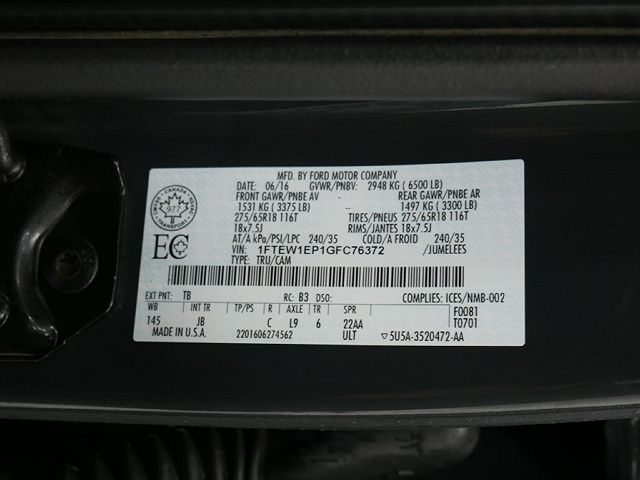 CANADA
977
TRANSPORT
EC
MFD. BY FORD MOTOR COMPANY
DATE: 06/16 GVWR/PNBV: 2948 KG ( 6500 LB)
FRONT GAWR/PNBE AV REAR GAWR/PNBE AR
1531 KG ( 3375 LB) 1497 KG ( 3300 LB)
275/65R18 116T TIRES/PNEUS 275/65R18 116T
18x7.5J RIMS/JANTES 18x7.5J
AT/A kPa/PSI/LPC 240/35 COLD/A FROID 240/35
VIN: 1FTEW1EP1GFC76372 /JUMELEES
TYPE: TRU/CAM
EXT PNT: TB RC: B3 DSO: COMPLIES: ICES/NMB-002
WB INT TR TP/PS R AXLE TR SPR F0081
145 JB C L9 6 22AA T0701
MADE IN U.S.A. 2201606274562 ULT ▽5U5A-3520472-AA